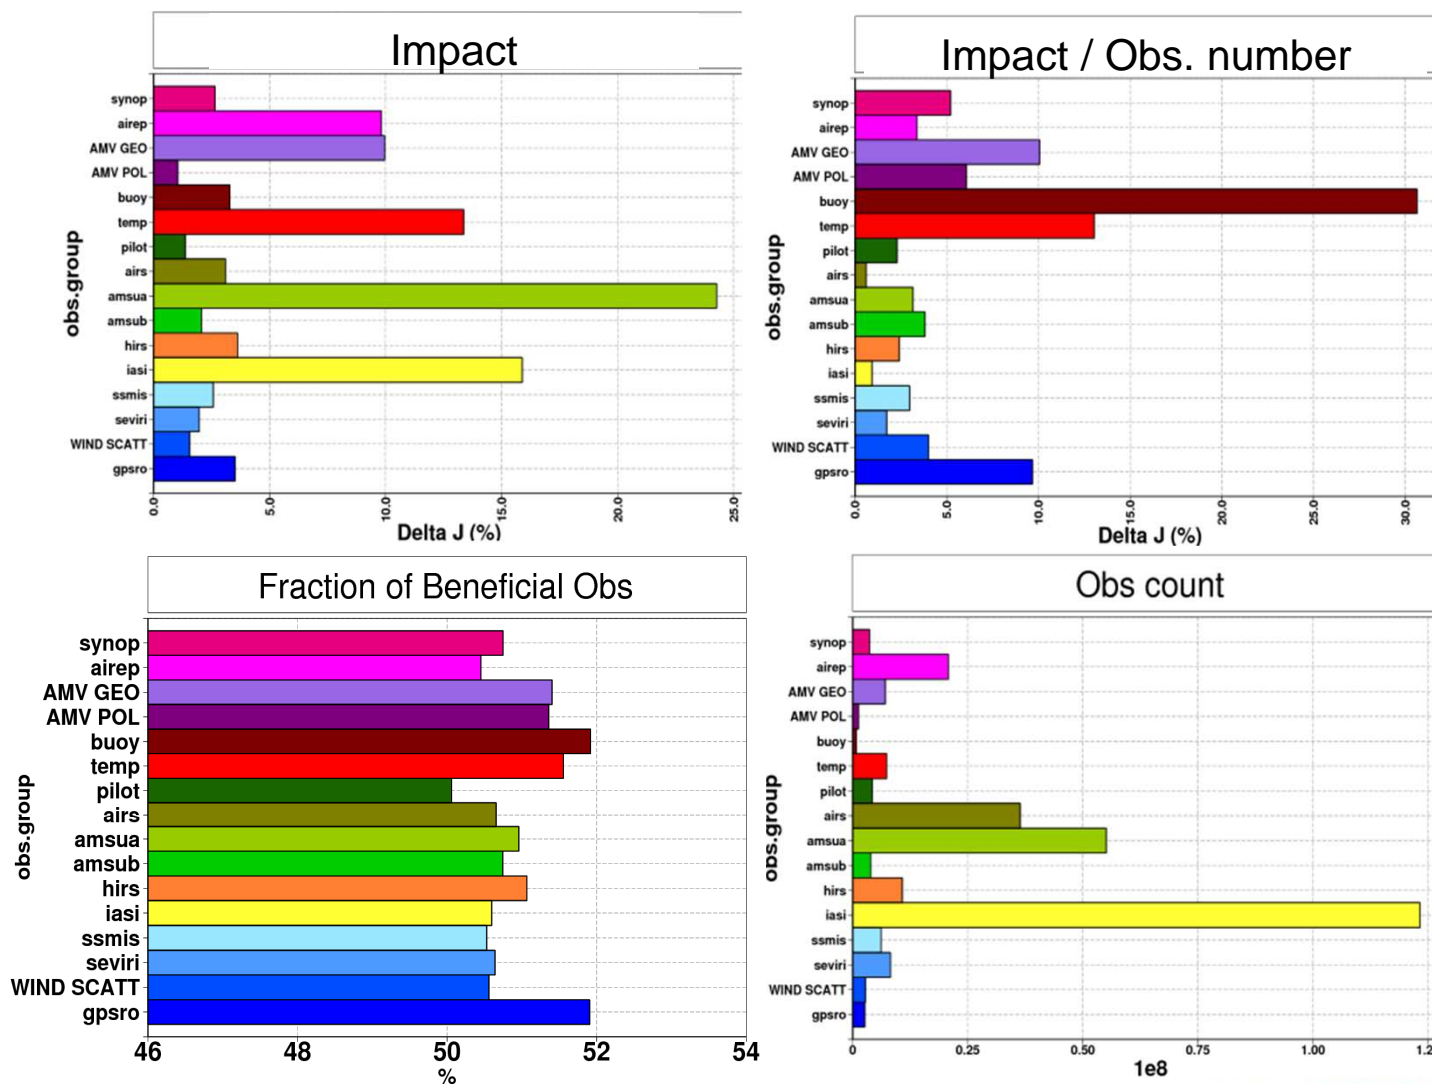 Impact
synop
airep
AMV GEO
AMV POL
buoy
temp
pilot
airs
amsua
amsub
hirs
iasi
ssmis
seviri
WIND SCATT
gpsro
obs.group
0.0 5.0 10.0 15.0 20.0 25.0
Delta J (%)
Impact / Obs. number
synop
airep
AMV GEO
AMV POL
buoy
temp
pilot
airs
amsua
amsub
hirs
iasi
ssmis
seviri
WIND SCATT
gpsro
obs.group
0.0 5.0 10.0 15.0 20.0 25.0 30.0
Delta J (%)
Fraction of Beneficial Obs
synop
airep
AMV GEO
AMV POL
buoy
temp
pilot
airs
amsua
amsub
hirs
iasi
ssmis
seviri
WIND SCATT
gpsro
obs.group
46 48 50 52 54
%
Obs count
synop
airep
AMV GEO
AMV POL
buoy
temp
pilot
airs
amsua
amsub
hirs
iasi
ssmis
seviri
WIND SCATT
gpsro
obs.group
0 0.25 0.50 0.75 1.00 1.2
1e8